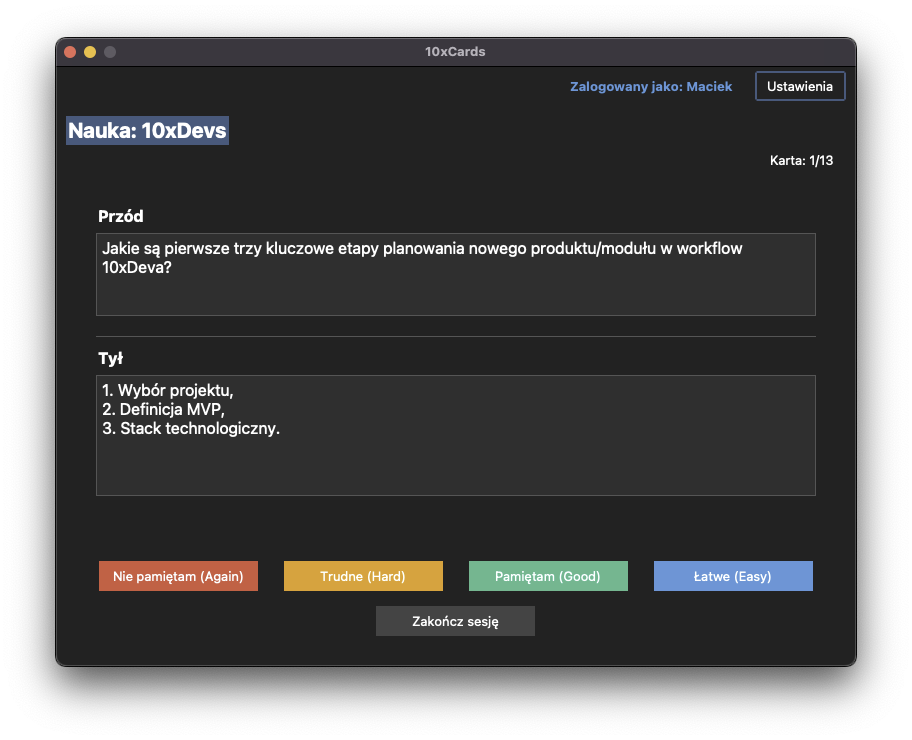 10xCards
Zalogowany jako: Maciek
Ustawienia
Nauka: 10xDevs
Karta: 1/13
Przód
Jakie są pierwsze trzy kluczowe etapy planowania nowego produktu/modułu w workflow
10xDeva?
Tył
1. Wybór projektu,
2. Definicja MVP,
3. Stack technologiczny.
Nie pamiętam (Again)
Trudne (Hard)
Pamiętam (Good)
Łatwe (Easy)
Zakończ sesję